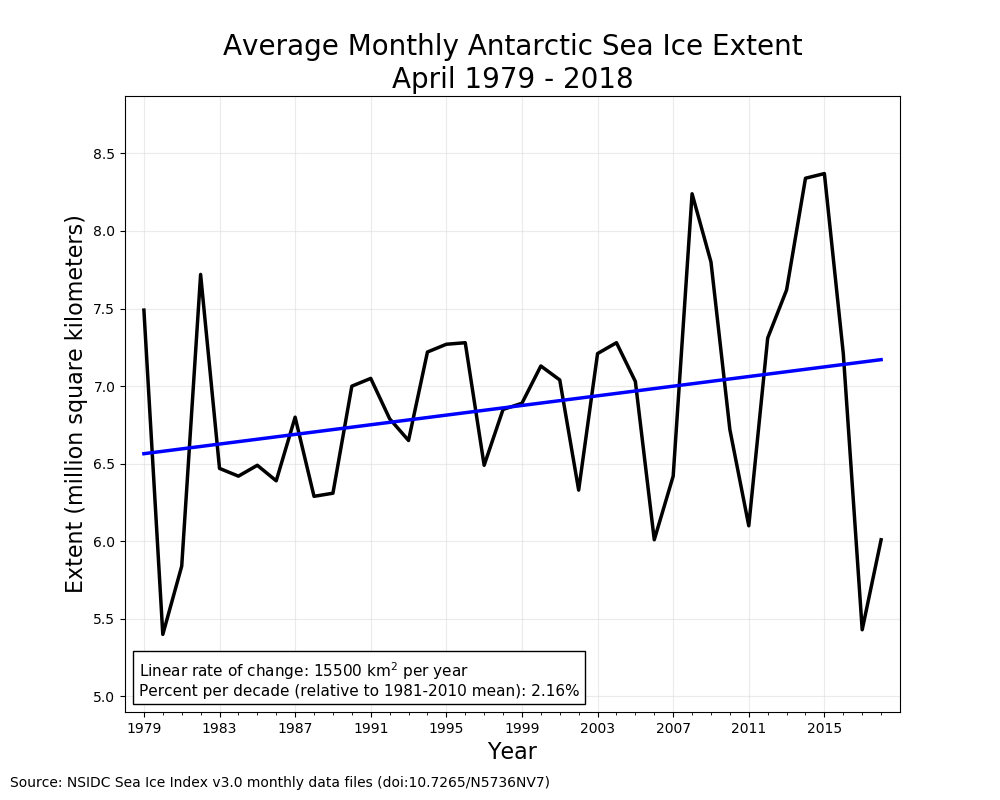 Average Monthly Antarctic Sea Ice Extent
April 1979 - 2018
Extent (million square kilometers)
8.5
8.0
7.5
7.0
6.5
6.0
5.5
5.0
Linear rate of change: 15500 km² per year
Percent per decade (relative to 1981-2010 mean): 2.16%
1979 1983 1987 1991 1995 1999 2003 2007 2011 2015
Year
Source: NSIDC Sea Ice Index v3.0 monthly data files (doi:10.7265/N5736NV7)